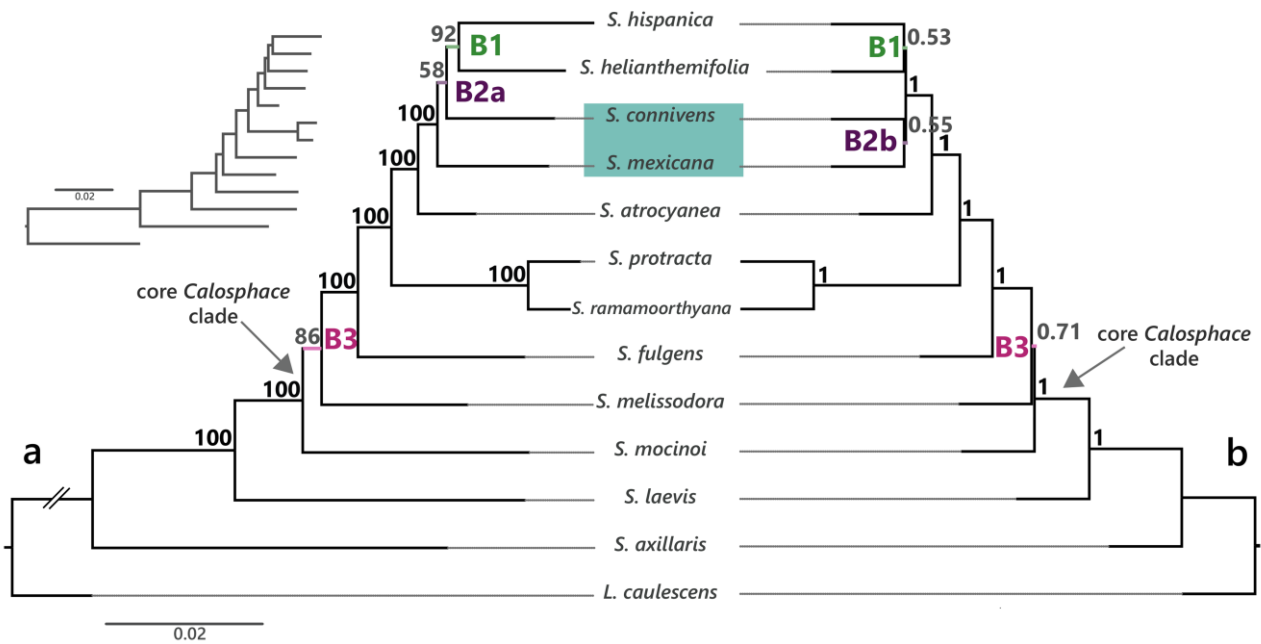 S. hispanica
92
B1
0.53
B1
58
S. helianthemifolia
1
B2a
100
S. connivens
0.55
B2b
1
100
S. mexicana
0.02
100
S. atrocyanea
1
S. protracta
100
1
100
1
core Calosphace
clade
S. ramamoorthyana
86
B3
S. fulgens
B3
0.71
core Calosphace
clade
100
S. melissodora
1
100
a
S. mocinoi
1
b
S. laevis
S. axillaris
L. caulescens
0.02